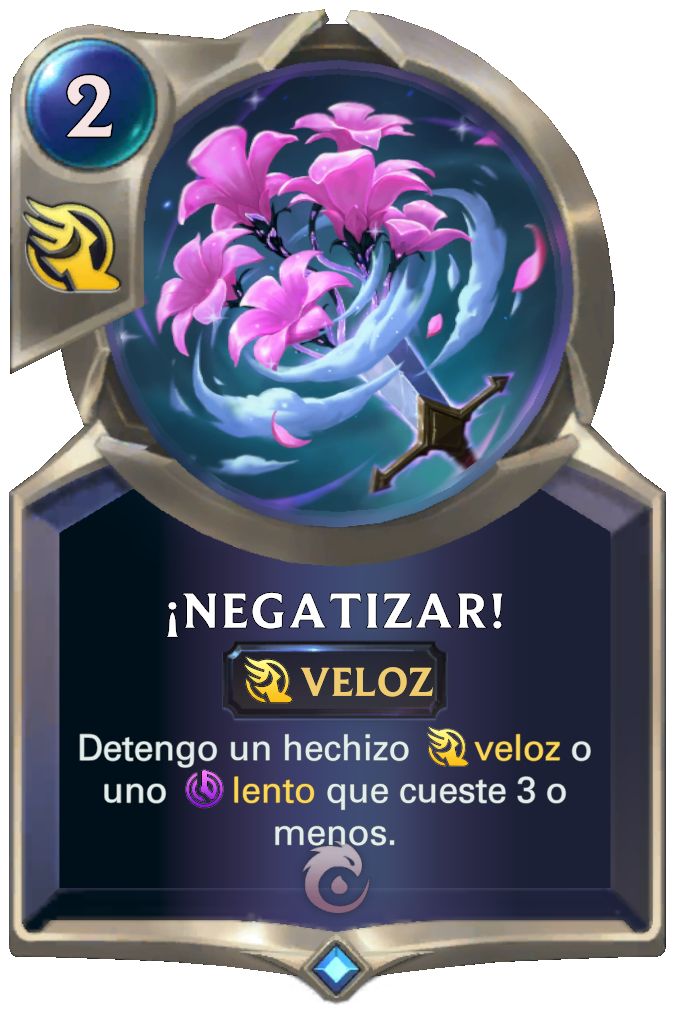 2
¡NEGATIZAR!
VELOZ
Detengo un hechizo veloz o
uno lento que cueste 3 o
menos.